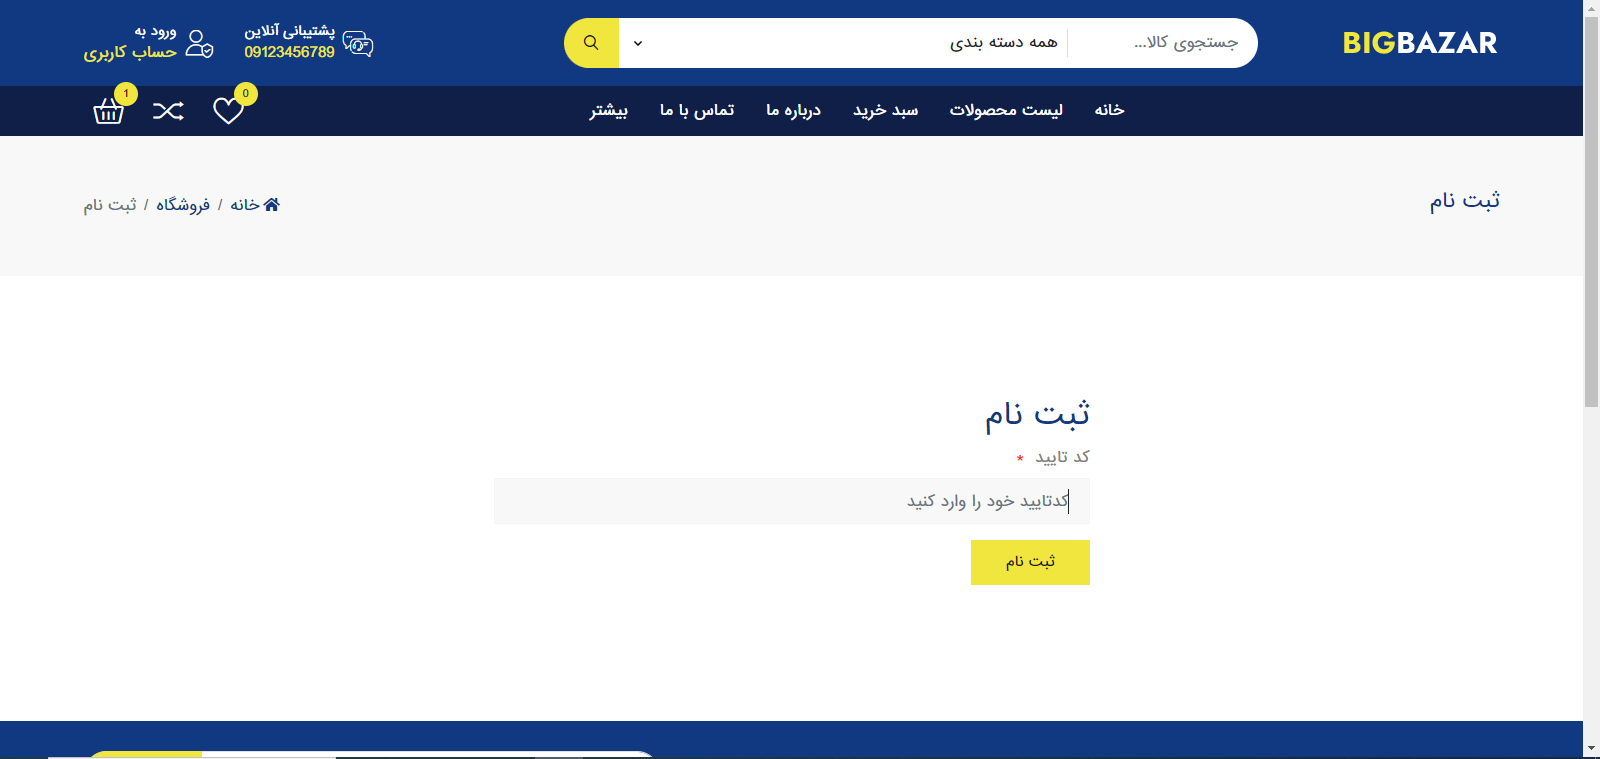 BIGBAZAR
جستجوی کالا...
همه دسته بندی
پشتیبانی آنلاین
09123456789
ورود به
حساب کاربری
خانه
لیست محصولات
سبد خرید
درباره ما
تماس با ما
بیشتر
0
1
ثبت نام
خانه / فروشگاه / ثبت نام
ثبت نام
کد تایید *
کدتایید خود را وارد کنید
ثبت نام